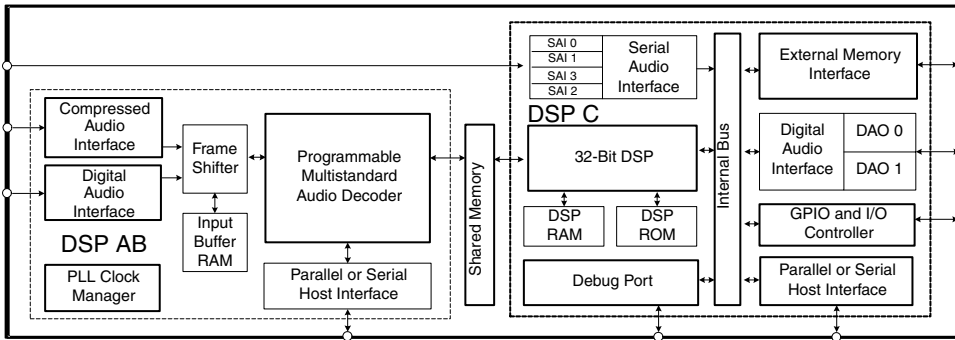 Compressed
Audio
Interface
Digital
Audio
Interface
DSP AB
PLL Clock
Manager
Frame
Shifter
Input
Buffer
RAM
Programmable
Multistandard
Audio Decoder
Parallel or Serial
Host Interface
Shared Memory
SAI 0
SAI 1
SAI 3
SAI 2
Serial
Audio
Interface
DSP C
32-Bit DSP
DSP
RAM
DSP
ROM
Debug Port
Internal Bus
External Memory
Interface
Digital
Audio
Interface
DAO 0
DAO 1
GPIO and I/O
Controller
Parallel or Serial
Host Interface